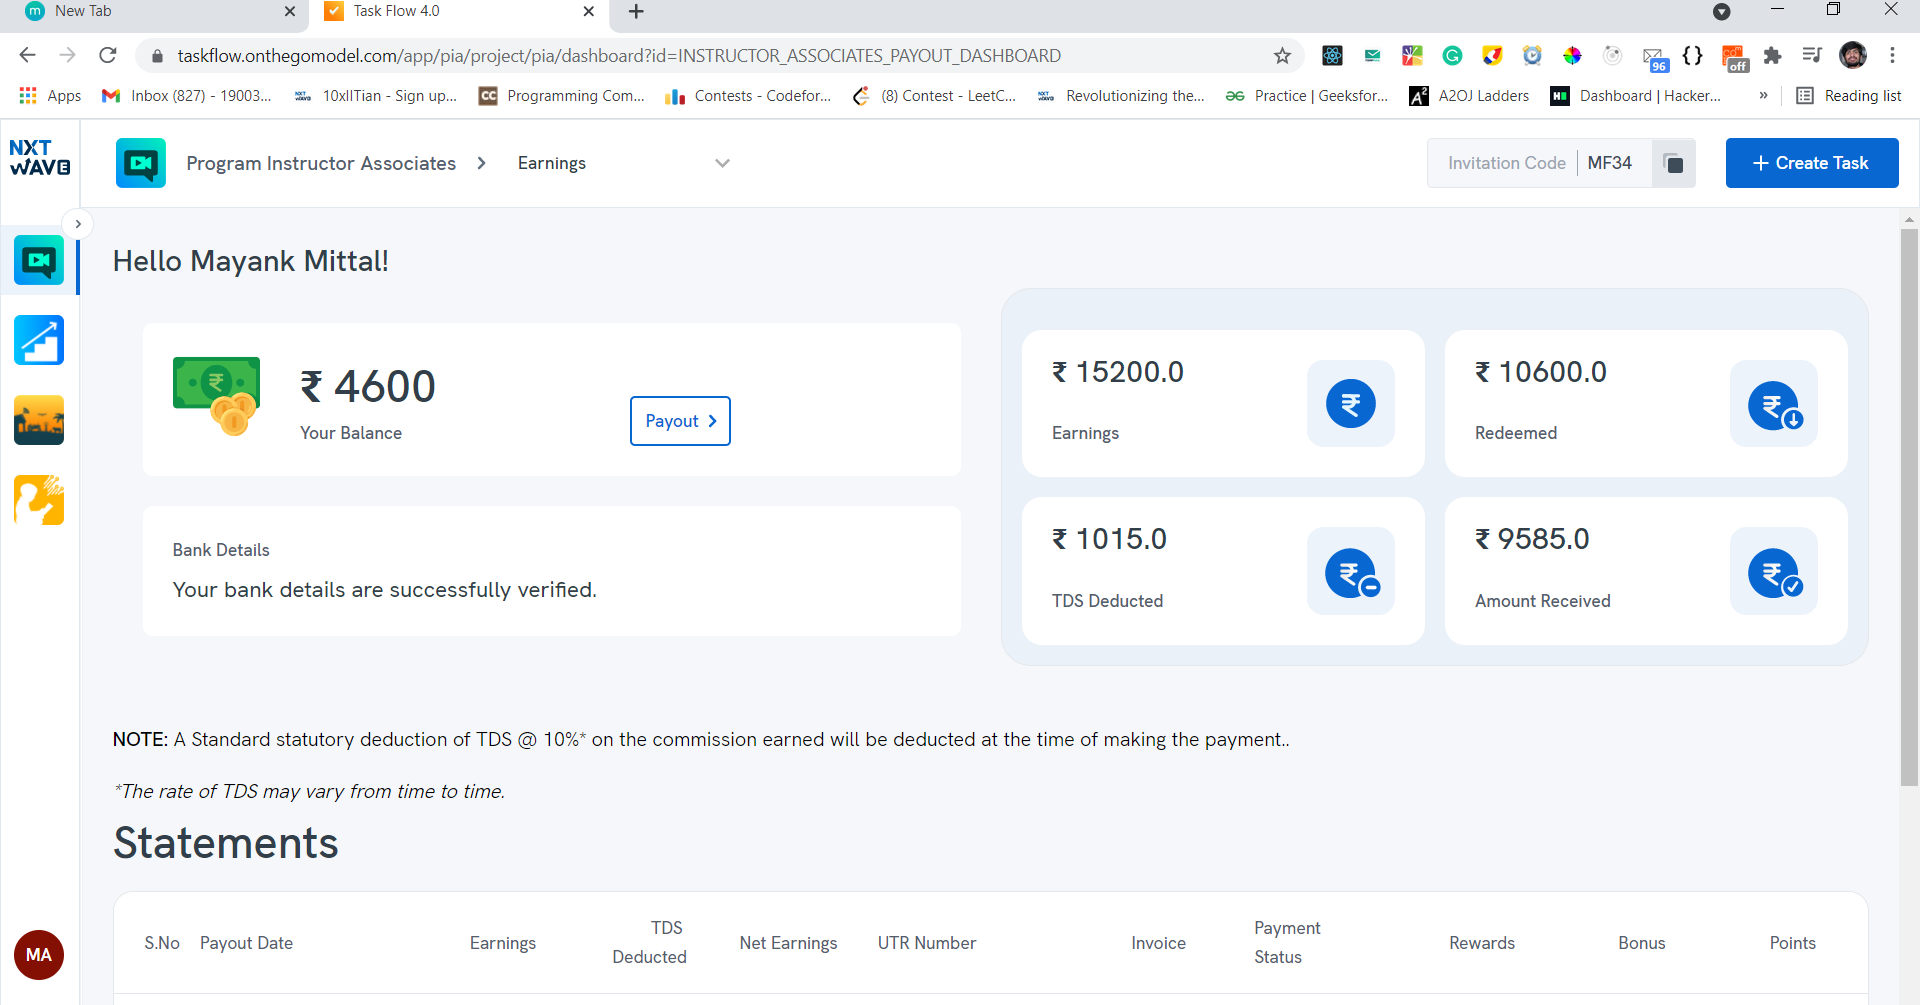 m New Tab
Task Flow 4.0
taskflow.onthegomodel.com/app/pia/project/pia/dashboard?id=INSTRUCTOR_ASSOCIATES_PAYOUT_DASHBOARD
96
{}
off
Apps
Inbox (827) - 19003...
10xIITian - Sign up...
CC Programming Com...
Contests - Codefor...
(8) Contest - LeetC...
Revolutionizing the...
Practice | Geeksfor...
A2OJ Ladders
Dashboard | Hacker...
»
Reading list
NXT
WAVE
Program Instructor Associates
Earnings
Invitation Code
MF34
+ Create Task
Hello Mayank Mittal!
₹ 4600
Your Balance
Payout
₹ 15200.0
Earnings
₹ 10600.0
Redeemed
Bank Details
Your bank details are successfully verified.
₹ 1015.0
TDS Deducted
₹ 9585.0
Amount Received
NOTE: A Standard statutory deduction of TDS @ 10%* on the commission earned will be deducted at the time of making the payment..
*The rate of TDS may vary from time to time.
Statements
S.No
Payout Date
Earnings
TDS
Deducted
Net Earnings
UTR Number
Invoice
Payment
Status
Rewards
Bonus
Points
MA